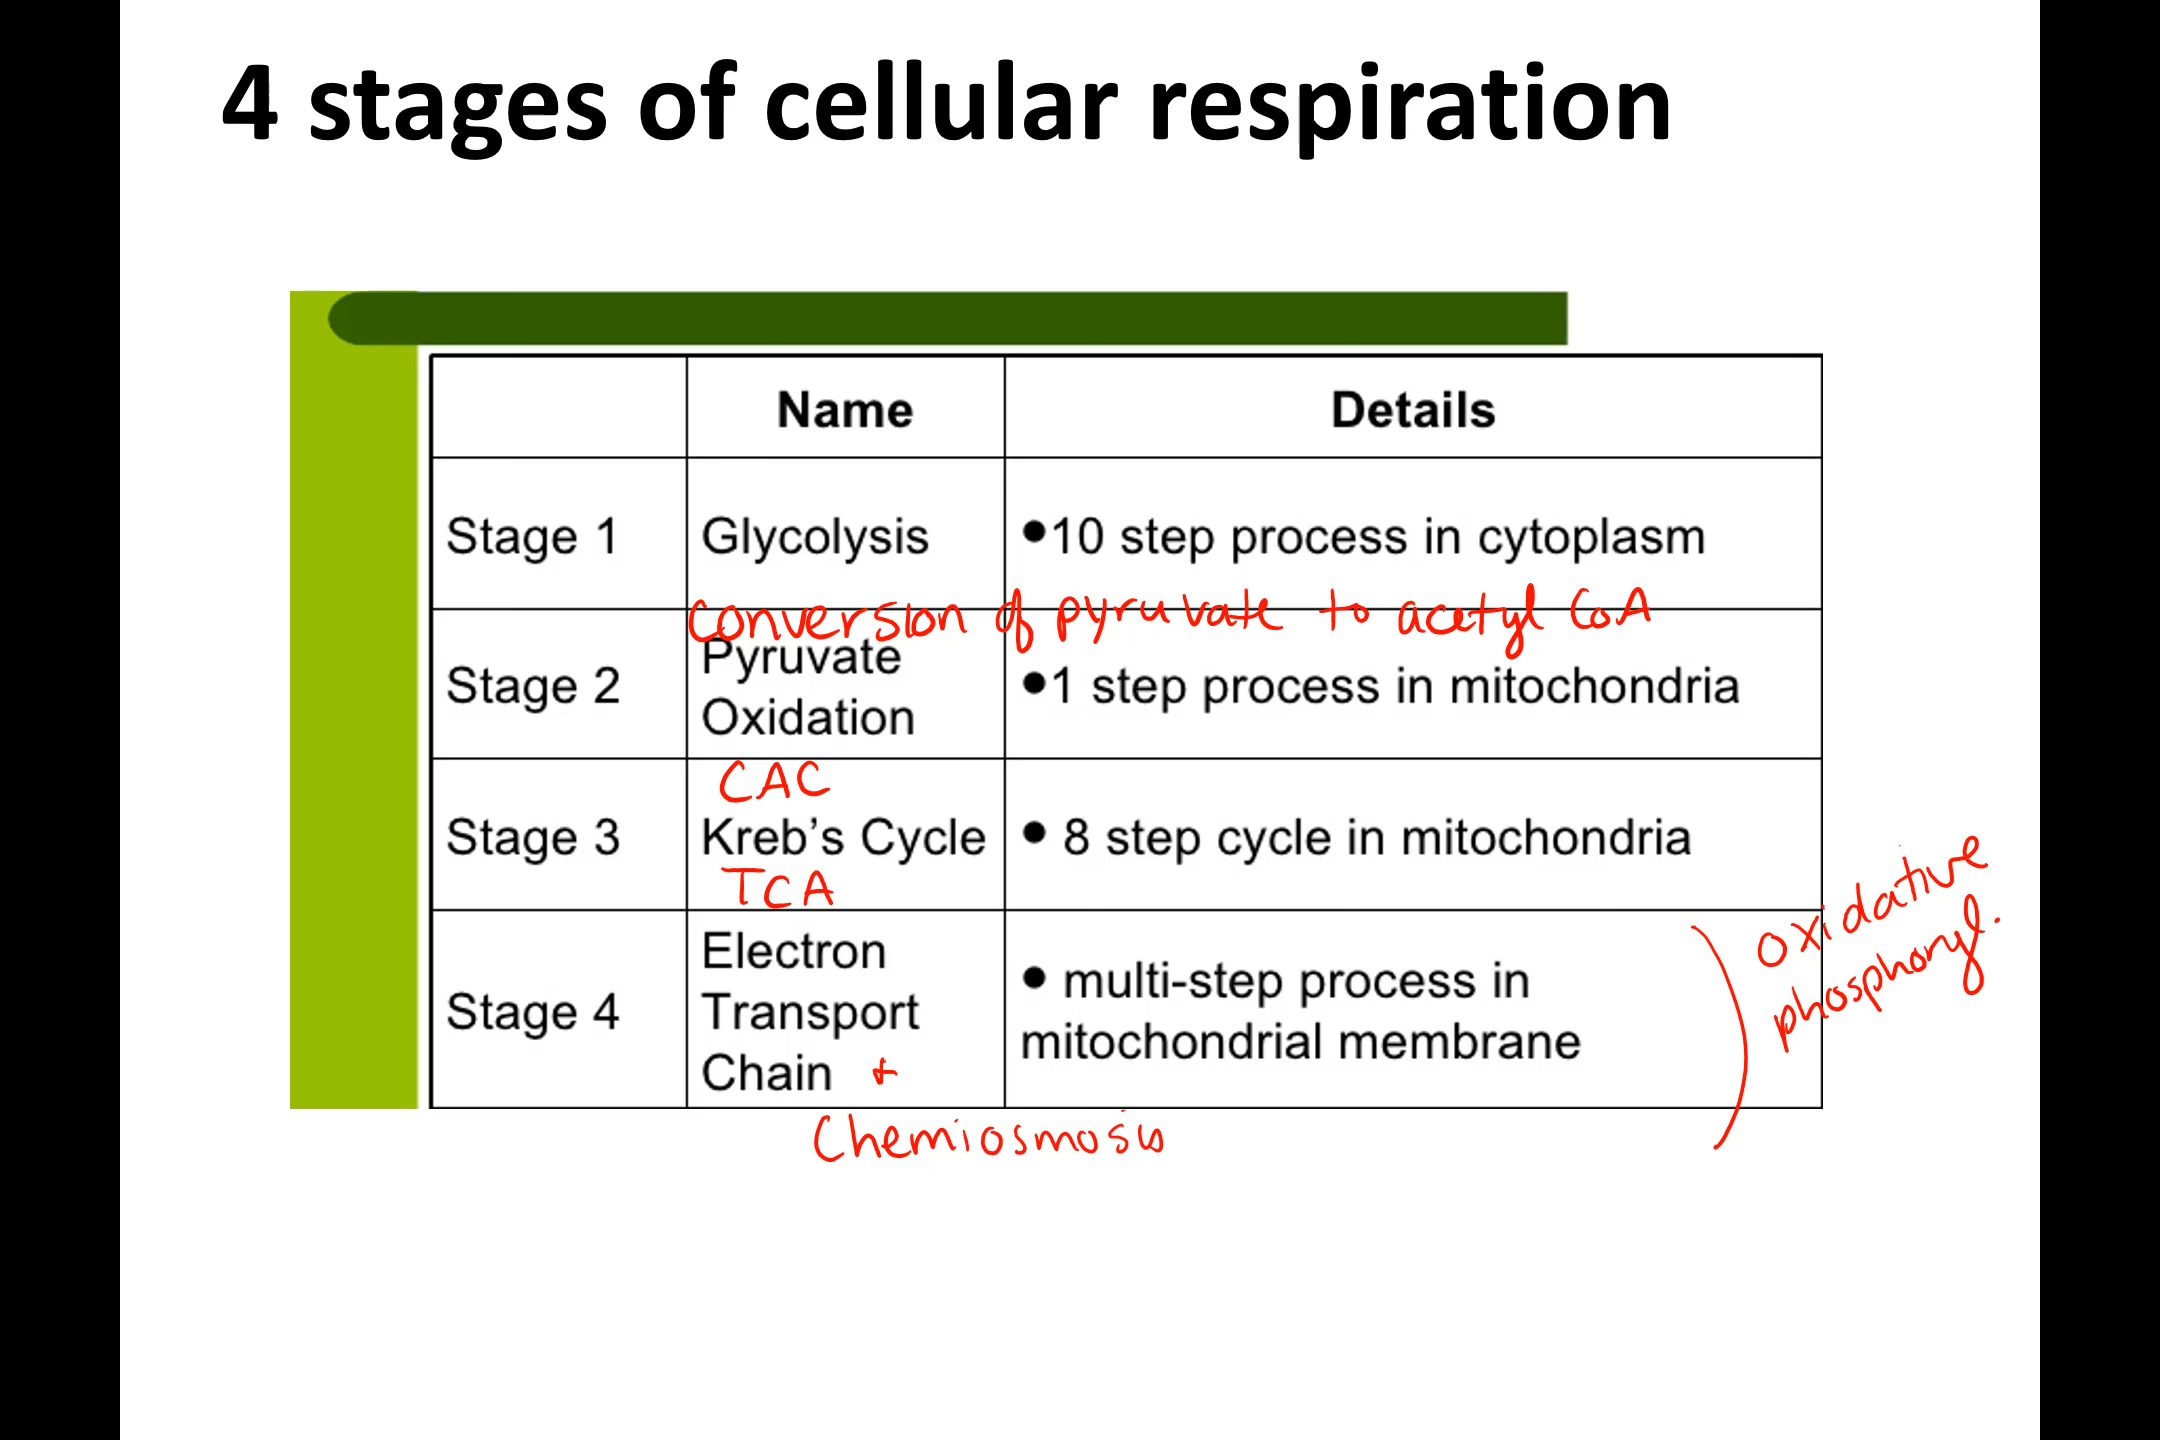 4 stages of cellular respiration
Name
Details
Stage 1
Glycolysis
•10 step process in cytoplasm
conversion of pyruvate to acetyl CoA
Stage 2
Pyruvate
Oxidation
•1 step process in mitochondria
CAC
Stage 3
Kreb’s Cycle
• 8 step cycle in mitochondria
TCA
Stage 4
Electron
Transport
Chain +
• multi-step process in
mitochondrial membrane
oxidative
phosphoryl.
Chemiosmosis